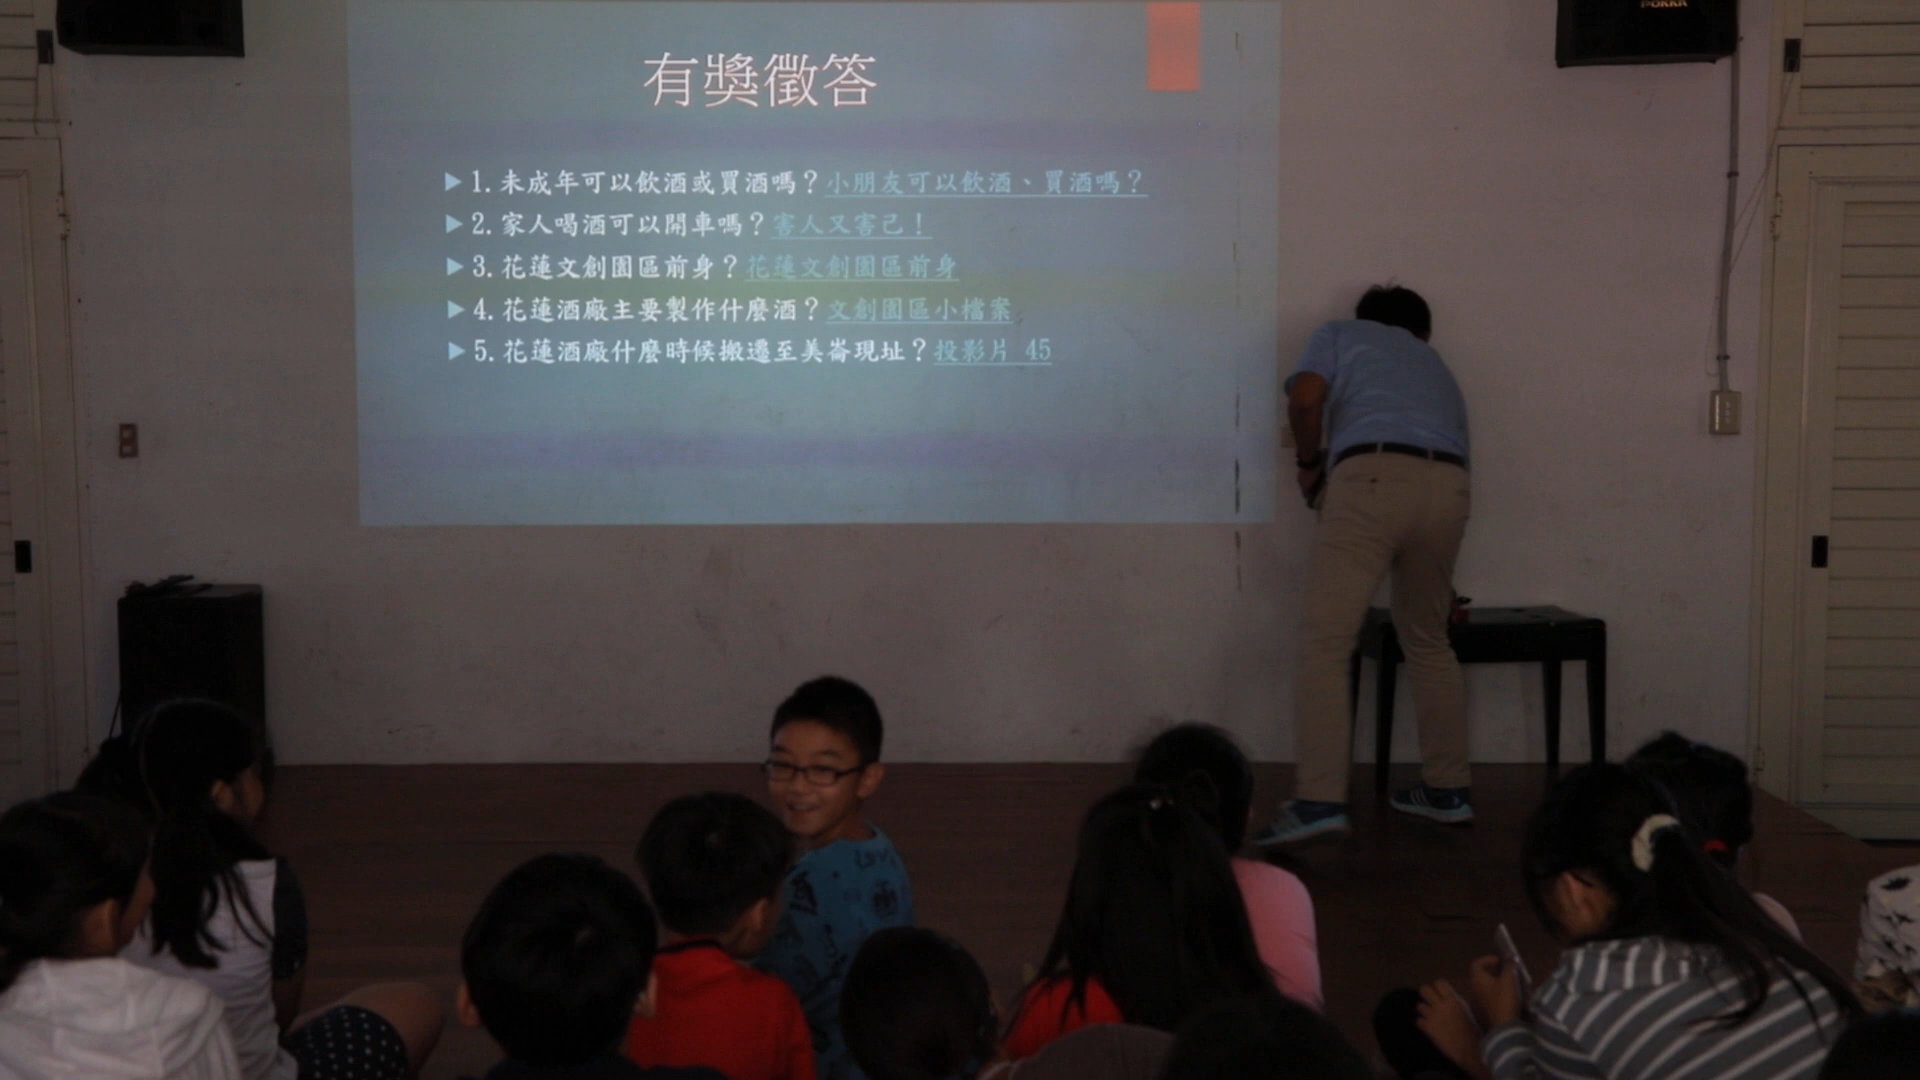 POKKA
有獎徵答
1. 未成年可以飲酒或買酒嗎？小朋友可以飲酒、買酒嗎？
2. 家人喝酒可以開車嗎？害人又害己！
3. 花蓮文創園區前身？花蓮文創園區前身
4. 花蓮酒廠主要製作什麼酒？文創園區小檔案
5. 花蓮酒廠什麼時候搬遷至美崙現址？投影片 45